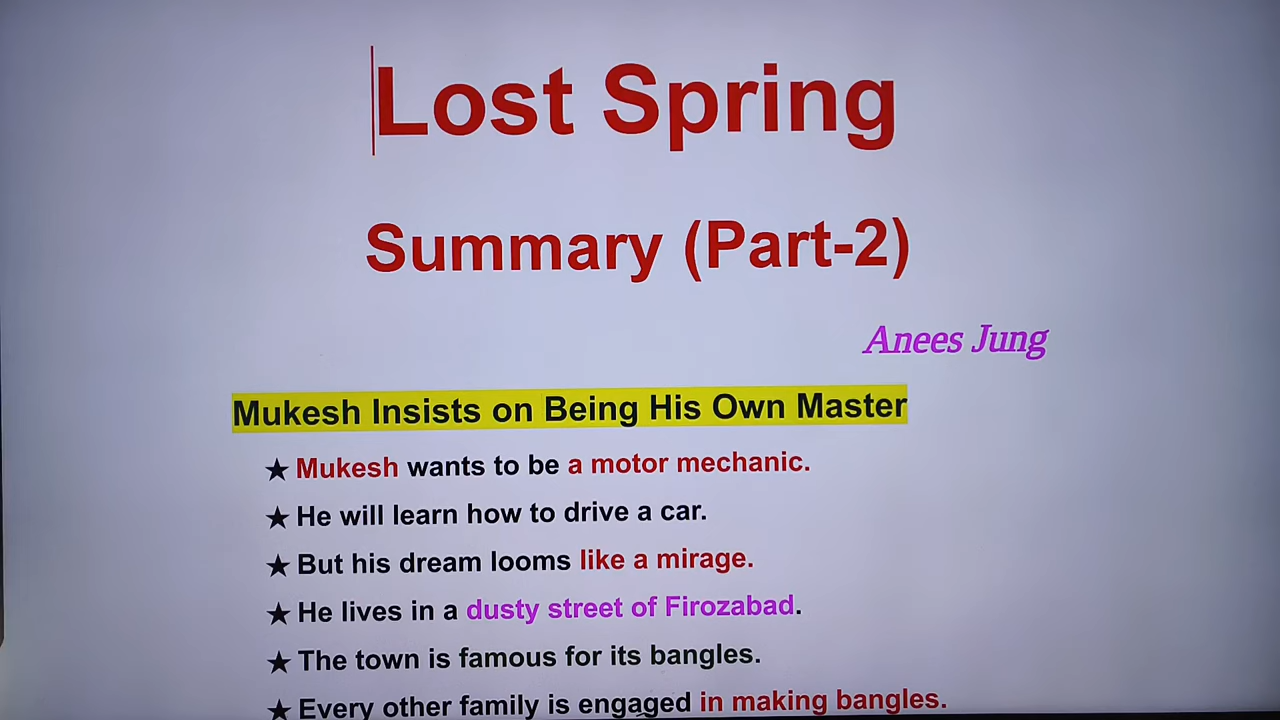 Lost Spring
Summary (Part-2)
Anees Jung
Mukesh Insists on Being His Own Master
★ Mukesh wants to be a motor mechanic.
★ He will learn how to drive a car.
★ But his dream looms like a mirage.
★ He lives in a dusty street of Firozabad.
★ The town is famous for its bangles.
★ Every other family is engaged in making bangles.